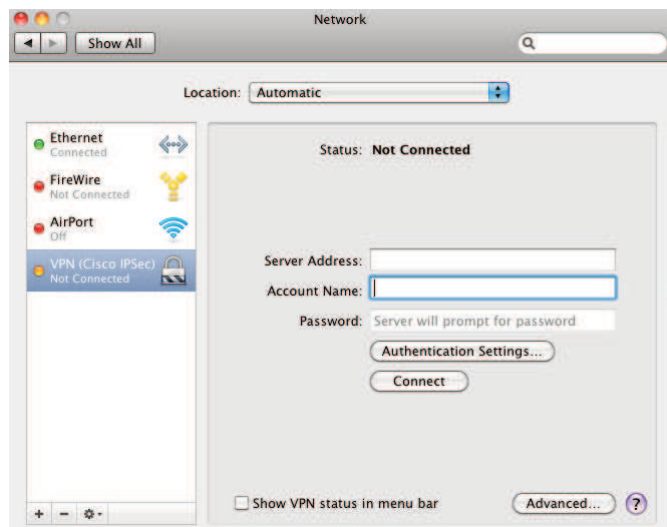 Network
Show All
Location: Automatic
Ethernet
Connected
FireWire
Not Connected
AirPort
Off
VPN (Cisco IPSec)
Not Connected
Status: Not Connected
Server Address:
Account Name:
Password: Server will prompt for password
Authentication Settings...
Connect
Show VPN status in menu bar
Advanced... ?